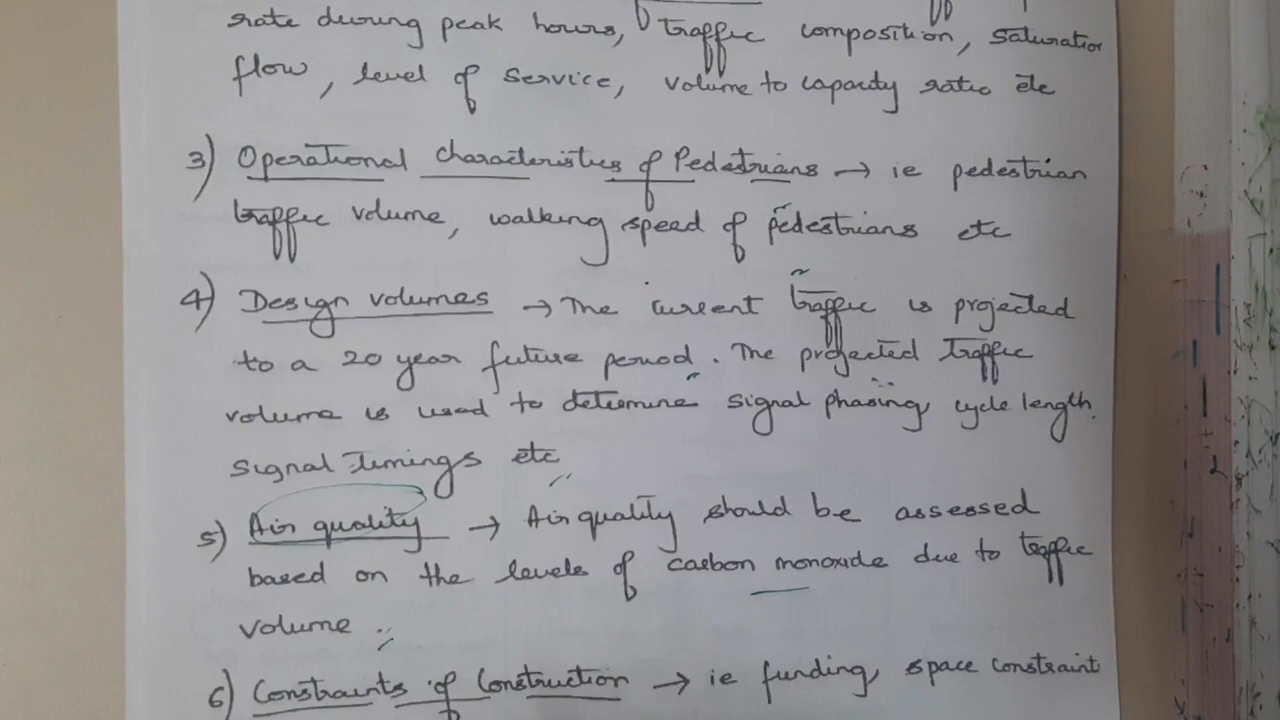 rate during peak hours, traffic composition, saturation
flow, level of service, volume to capacity ratio etc
3) Operational characteristics of Pedestrians → ie pedestrian
traffic volume, walking speed of pedestrians etc
4) Design volumes → The current traffic is projected
to a 20 year future period. The projected traffic
volume is used to determine signal phasing, cycle length,
signal timings etc
5) Air quality → Air quality should be assessed
based on the levels of carbon monoxide due to traffic
volume.
6) Constraints of Construction → ie funding, space constraint